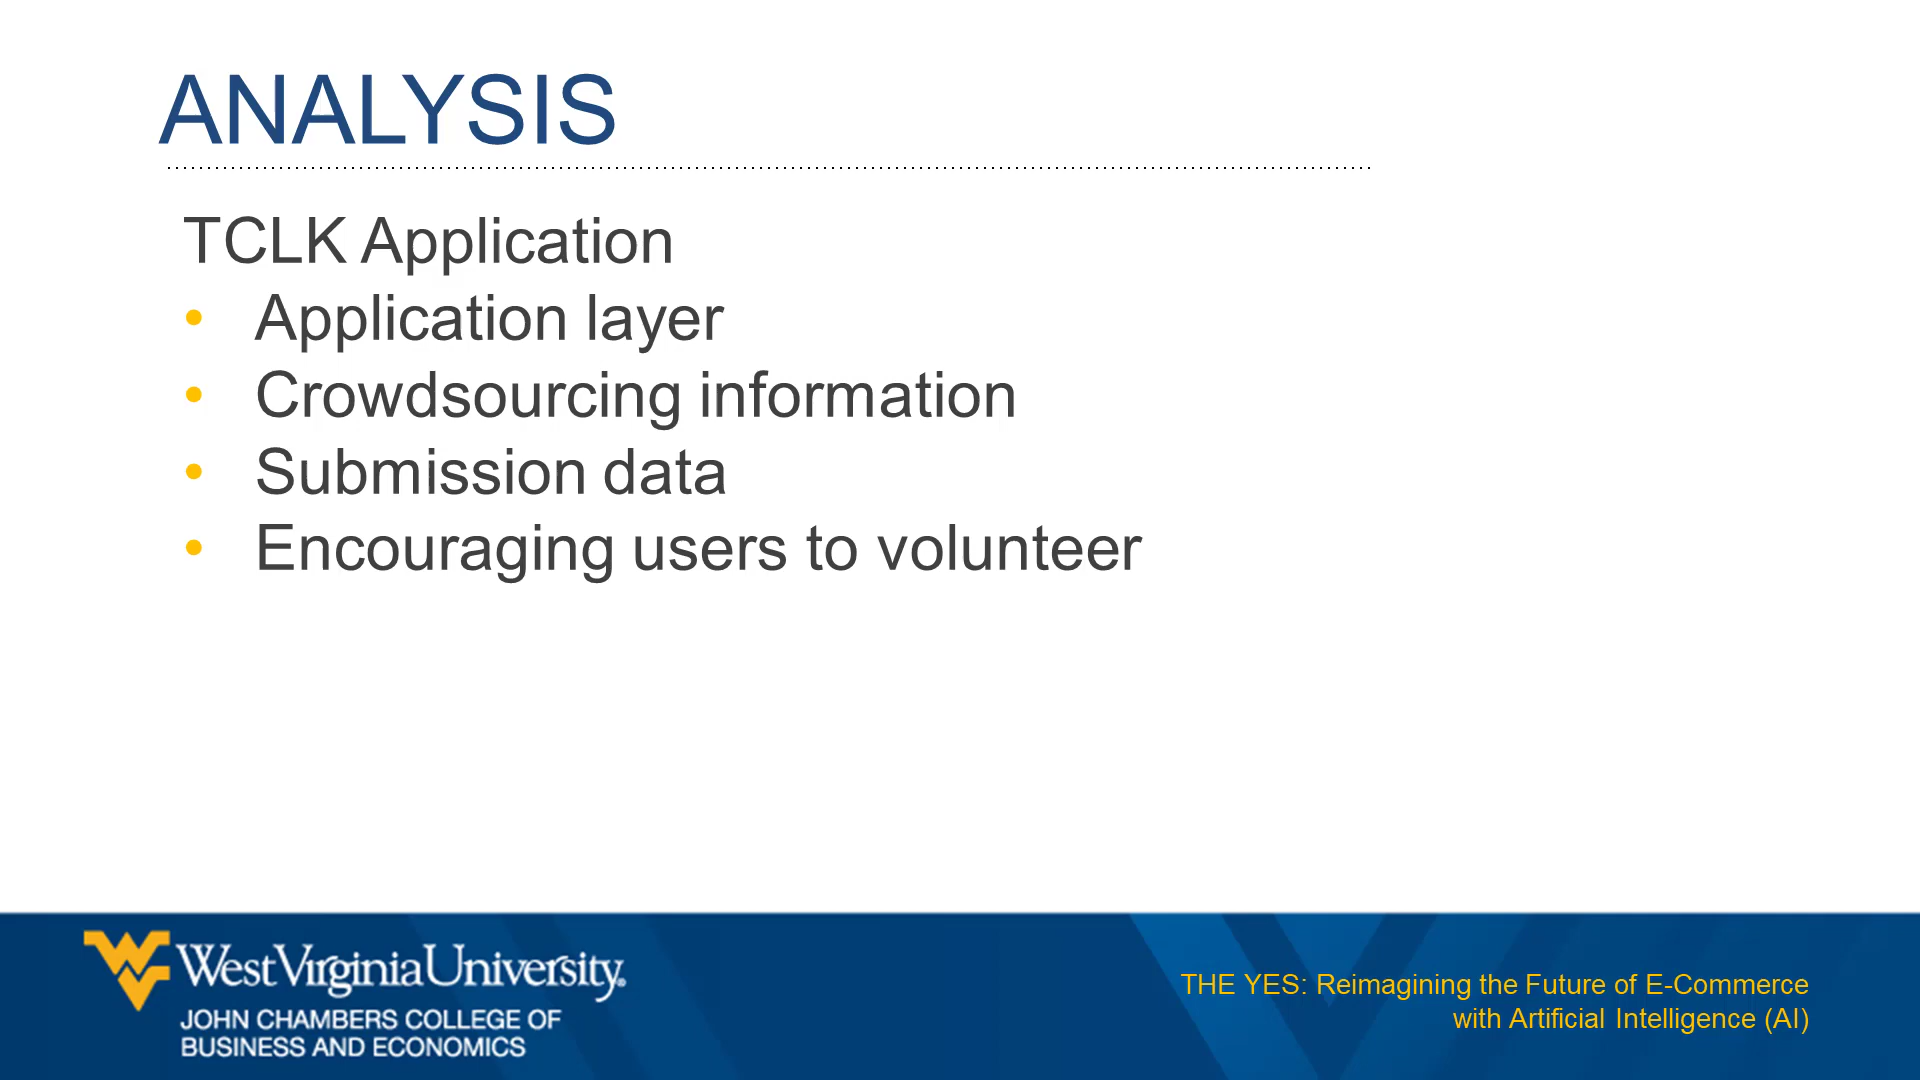 ANALYSIS
TCLK Application
• Application layer
• Crowdsourcing information
• Submission data
• Encouraging users to volunteer
West Virginia University®
JOHN CHAMBERS COLLEGE OF
BUSINESS AND ECONOMICS
THE YES: Reimagining the Future of E-Commerce
with Artificial Intelligence (AI)